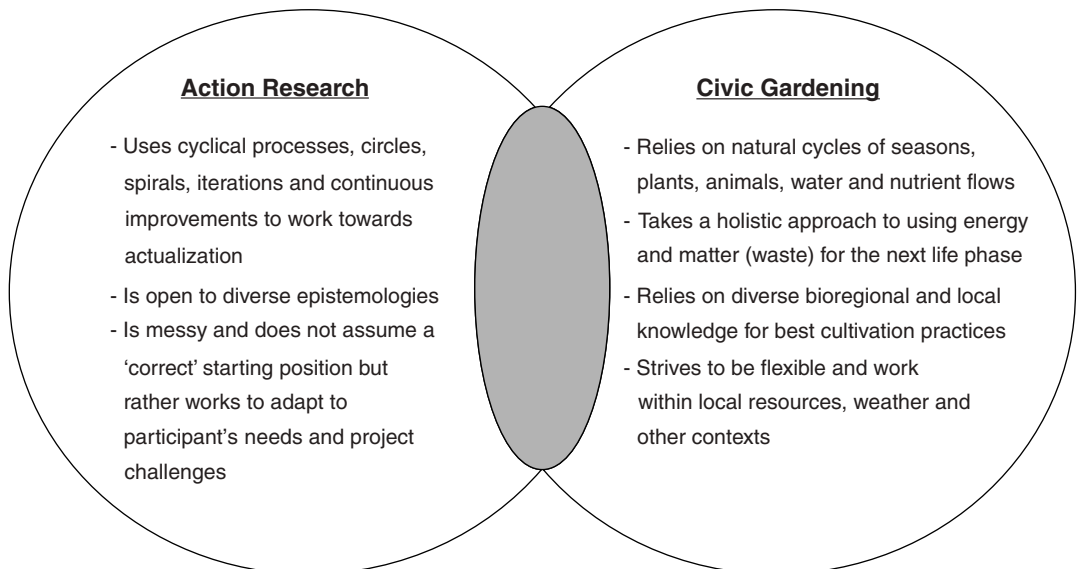 Action Research
- Uses cyclical processes, circles,
spirals, iterations and continuous
improvements to work towards
actualization
- Is open to diverse epistemologies
- Is messy and does not assume a
‘correct’ starting position but
rather works to adapt to
participant’s needs and project
challenges
Civic Gardening
- Relies on natural cycles of seasons,
plants, animals, water and nutrient flows
- Takes a holistic approach to using energy
and matter (waste) for the next life phase
- Relies on diverse bioregional and local
knowledge for best cultivation practices
- Strives to be flexible and work
within local resources, weather and
other contexts